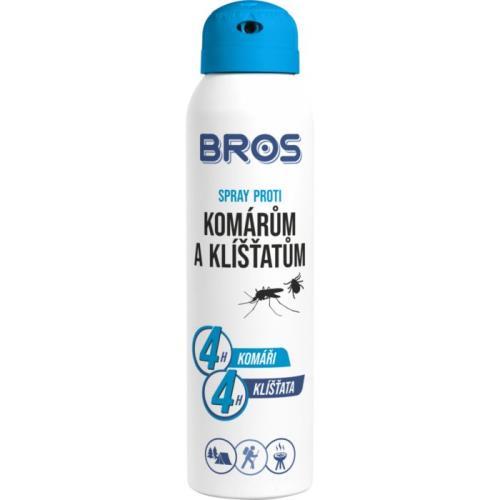 BROS
SPRAY PROTI
KOMÁRŮM
A KLÍŠŤATŮM
4H KOMÁŘI
4H KLÍŠŤATA